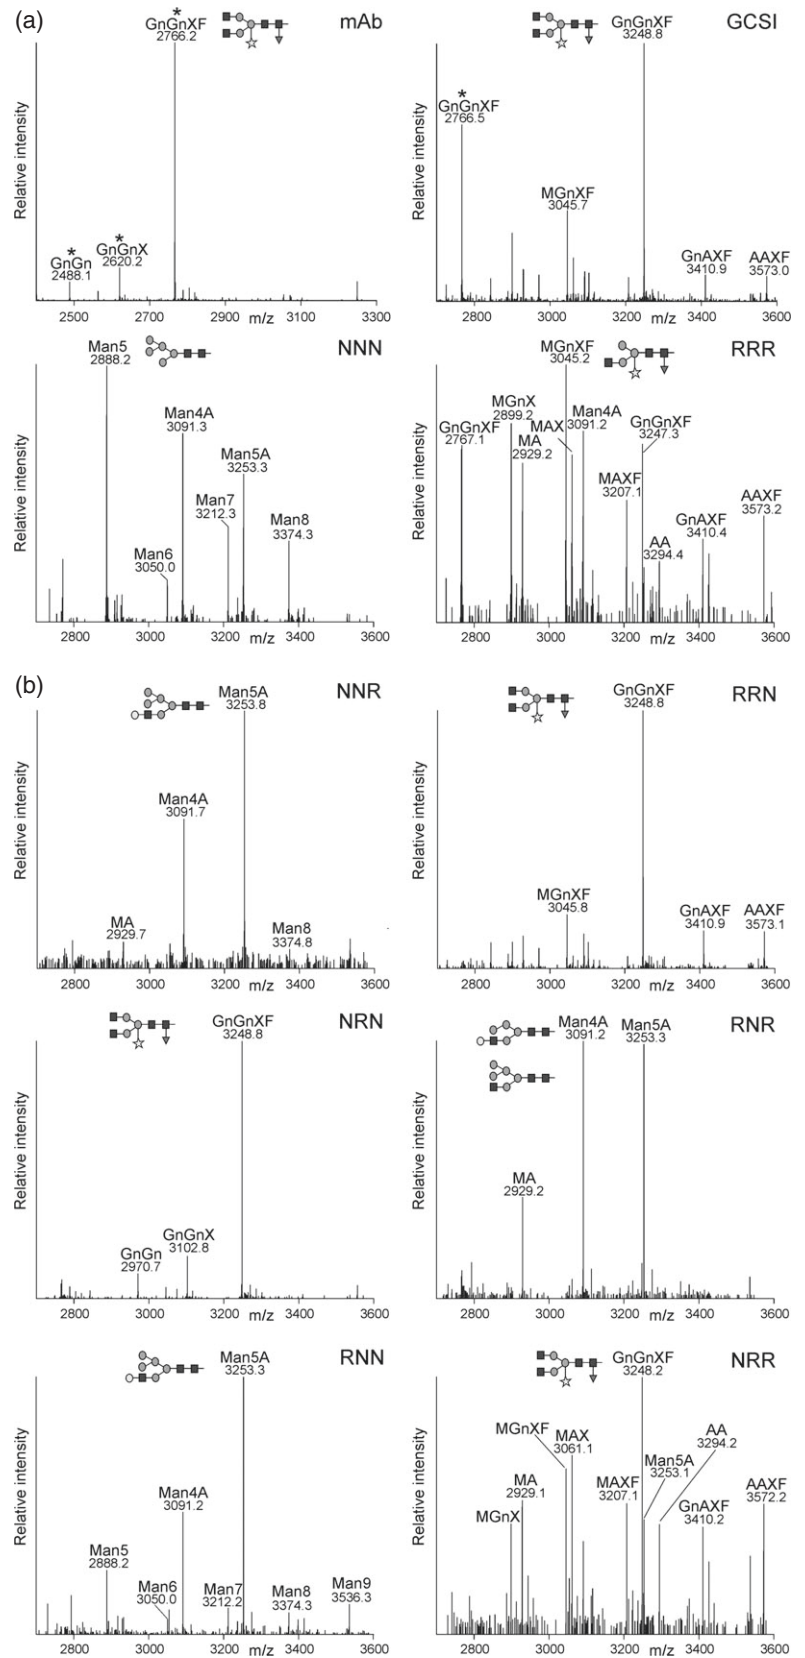 (a)
mAb
*
GnGnXF
2766.2
*
GnGnX
2620.2
*
GnGn
2488.1
Relative intensity
2500 2700 2900 m/z 3100 3300
GCSI
GnGnXF
3248.8
*
GnGnXF
2766.5
MGnXF
3045.7
GnAXF
3410.9
AAXF
3573.0
Relative intensity
2800 3000 m/z 3200 3400 3600
NNN
Man5
2888.2
Man4A
3091.3
Man5A
3253.3
Man7
3212.3
Man8
3374.3
Man6
3050.0
Relative intensity
2800 3000 3200 m/z 3400 3600
RRR
MGnXF
3045.2
MGnX
2899.2
Man4A
3091.2
GnGnXF
2767.1
MAX
GnGnXF
3247.3
MA
2929.2
MAXF
3207.1
AAXF
3573.2
GnAXF
3410.4
AA
3294.4
Relative intensity
2800 3000 3200 m/z 3400 3600
(b)
NNR
Man5A
3253.8
Man4A
3091.7
MA
2929.7
Man8
3374.8
Relative intensity
2800 3000 3200 m/z 3400 3600
RRN
GnGnXF
3248.8
MGnXF
3045.8
GnAXF
3410.9
AAXF
3573.1
Relative intensity
2800 3000 3200 m/z 3400 3600
NRN
GnGnXF
3248.8
GnGnX
3102.8
GnGn
2970.7
Relative intensity
2800 3000 3200 m/z 3400 3600
RNR
Man4A
3091.2
Man5A
3253.3
MA
2929.2
Relative intensity
2800 3000 3200 m/z 3400 3600
RNN
Man5A
3253.3
Man4A
3091.2
Man5
2888.2
Man6
3050.0
Man7
3212.2
Man8
3374.3
Man9
3536.3
Relative intensity
2800 3000 3200 m/z 3400 3600
NRR
GnGnXF
3248.2
MGnXF
MAX
3061.1
AA
3294.2
Man5A
3253.1
MA
2929.1
MAXF
3207.1
AAXF
3572.2
GnAXF
3410.2
MGnX
Relative intensity
2800 3000 3200 m/z 3400 3600